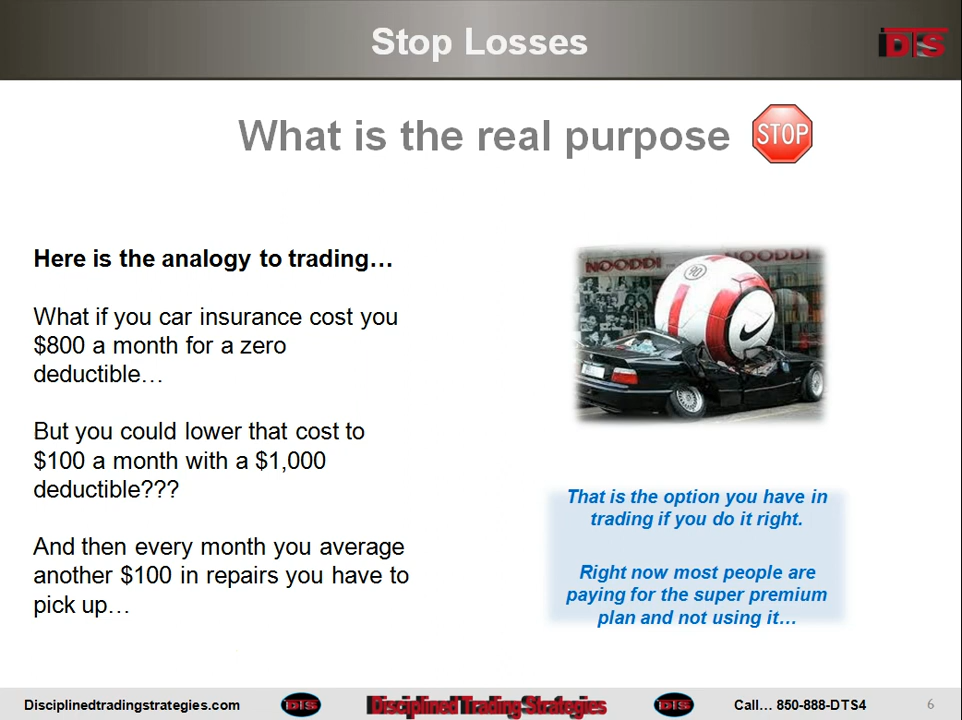 Stop Losses
DTS
What is the real purpose
STOP
Here is the analogy to trading…
What if you car insurance cost you
$800 a month for a zero
deductible…
But you could lower that cost to
$100 a month with a $1,000
deductible???
And then every month you average
another $100 in repairs you have to
pick up…
NOODDI
NOODDI
90
That is the option you have in
trading if you do it right.
Right now most people are
paying for the super premium
plan and not using it…
Disciplinedtradingstrategies.com
DTS
Disciplined Trading Strategies
DTS
Call… 850-888-DTS4
6